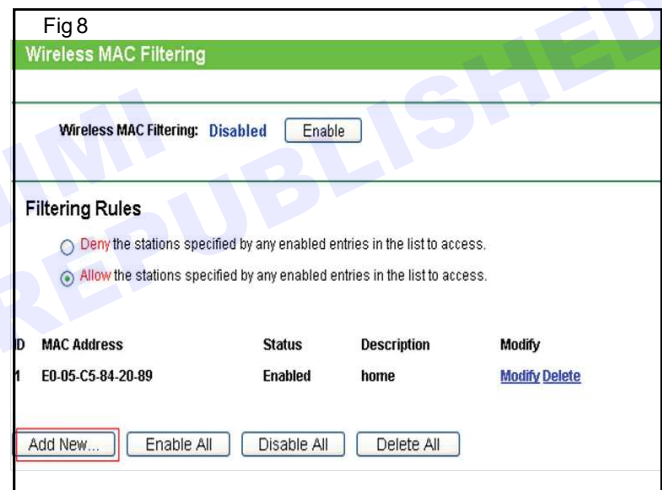 Fig 8
Wireless MAC Filtering
Wireless MAC Filtering: Disabled Enable
Filtering Rules
Deny the stations specified by any enabled entries in the list to access.
Allow the stations specified by any enabled entries in the list to access.
ID MAC Address Status Description Modify
1 E0-05-C5-84-20-89 Enabled home Modify Delete
Add New... Enable All Disable All Delete All
NIMI
REPUBLISHED